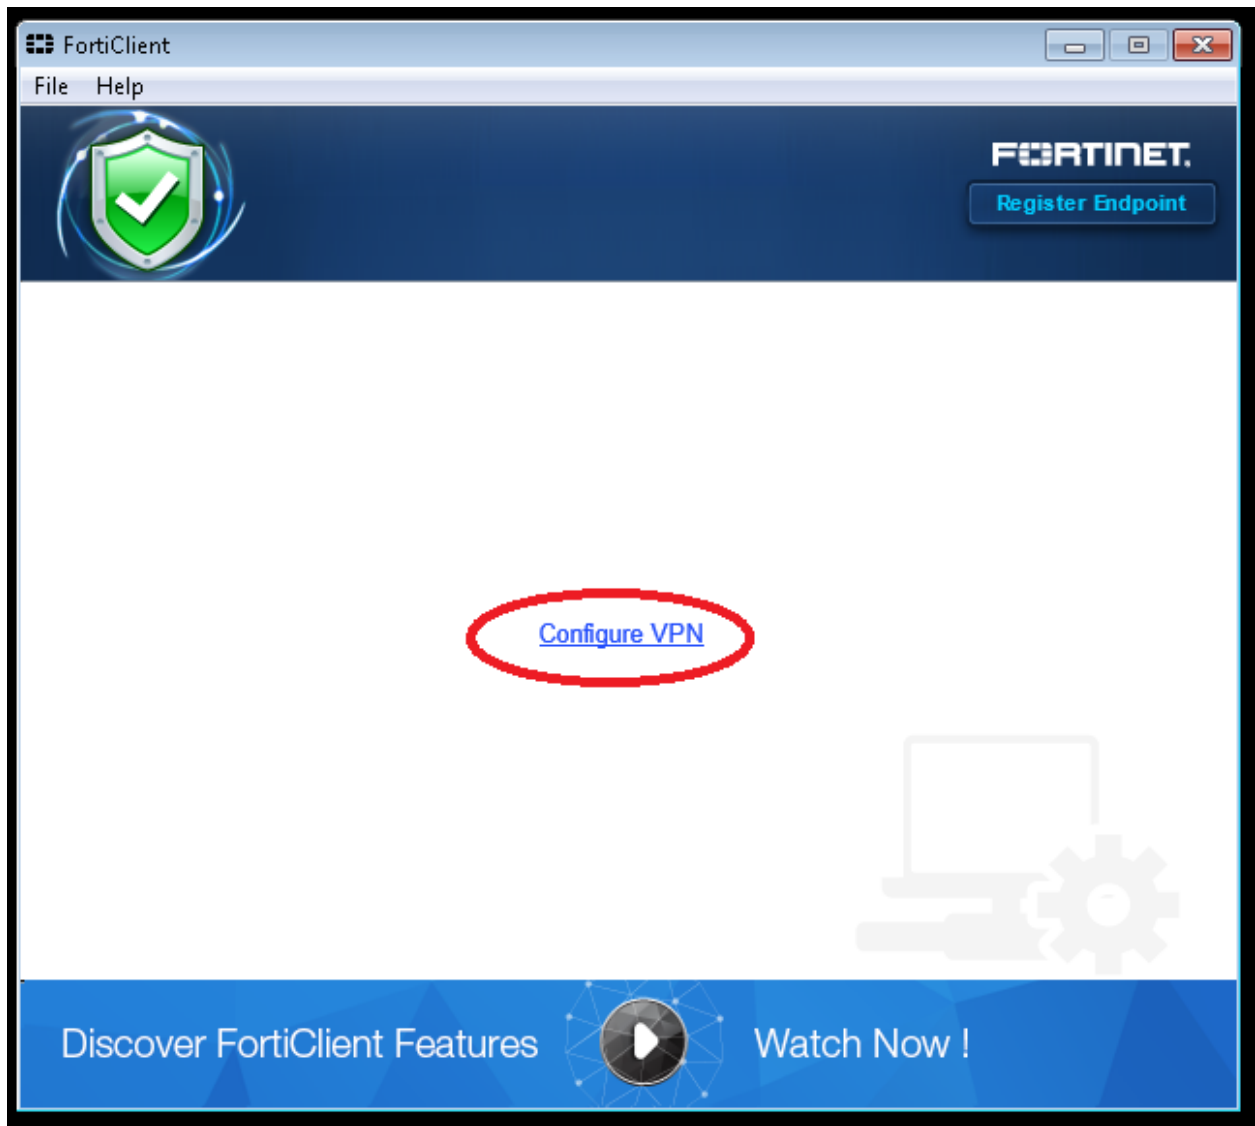 FortiClient
File Help
FORTINET.
Register Endpoint
Configure VPN
Discover FortiClient Features Watch Now !